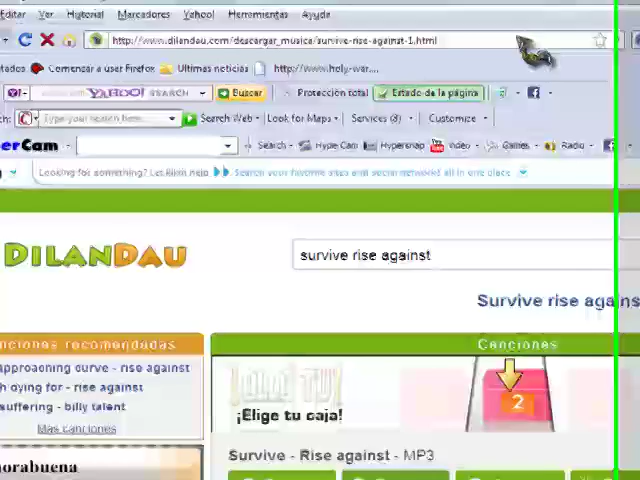 Editar Ver Historial Marcadores Yahoo! Herramientas Ayuda
http://www.dilandau.com/descargar_musica/survive-rise-against-1.html
tados Comenzar a usar Firefox Últimas noticias http://www.holy-war....
YAHOO! SEARCH Buscar Protección total Estado de la página
Type your search here... Search Web Look for Maps Services (8) Customize
erCam Search Hype Cam Hypersnap Video Games Radio
Looking for something? Search your favorite sites and social networks all in one place
DILANDAU survive rise against
Survive rise agains
nciones recomendadas Canciones
approaching curve - rise against
h dying for - rise against
suffering - billy talent
Más canciones
¡Elige tu caja!
2
Survive - Rise against - MP3
norabuena